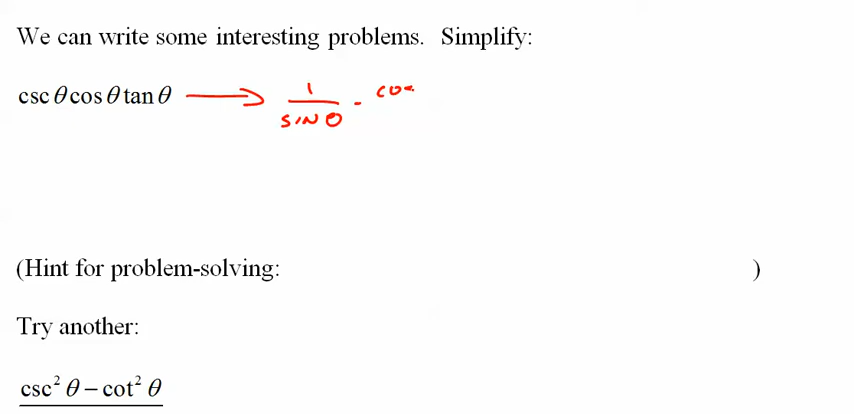 We can write some interesting problems. Simplify:
csc θ cos θ tan θ ⟶ 1/sin θ · cos
(Hint for problem-solving: )
Try another:
csc² θ – cot² θ